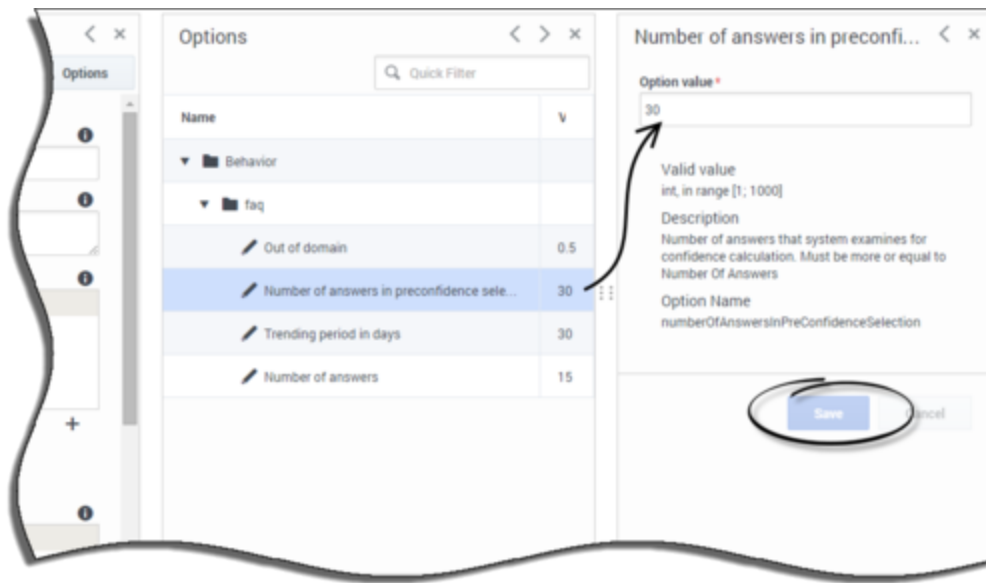 Options
Options
Quick Filter
Name V
Behavior
faq
Out of domain 0.5
Number of answers in preconfidence sele... 30
Trending period in days 30
Number of answers 15
Number of answers in preconfi...
Option value*
30
Valid value
int, in range [1; 1000]
Description
Number of answers that system examines for
confidence calculation. Must be more or equal to
Number Of Answers
Option Name
numberOfAnswersInPreConfidenceSelection
Save Cancel